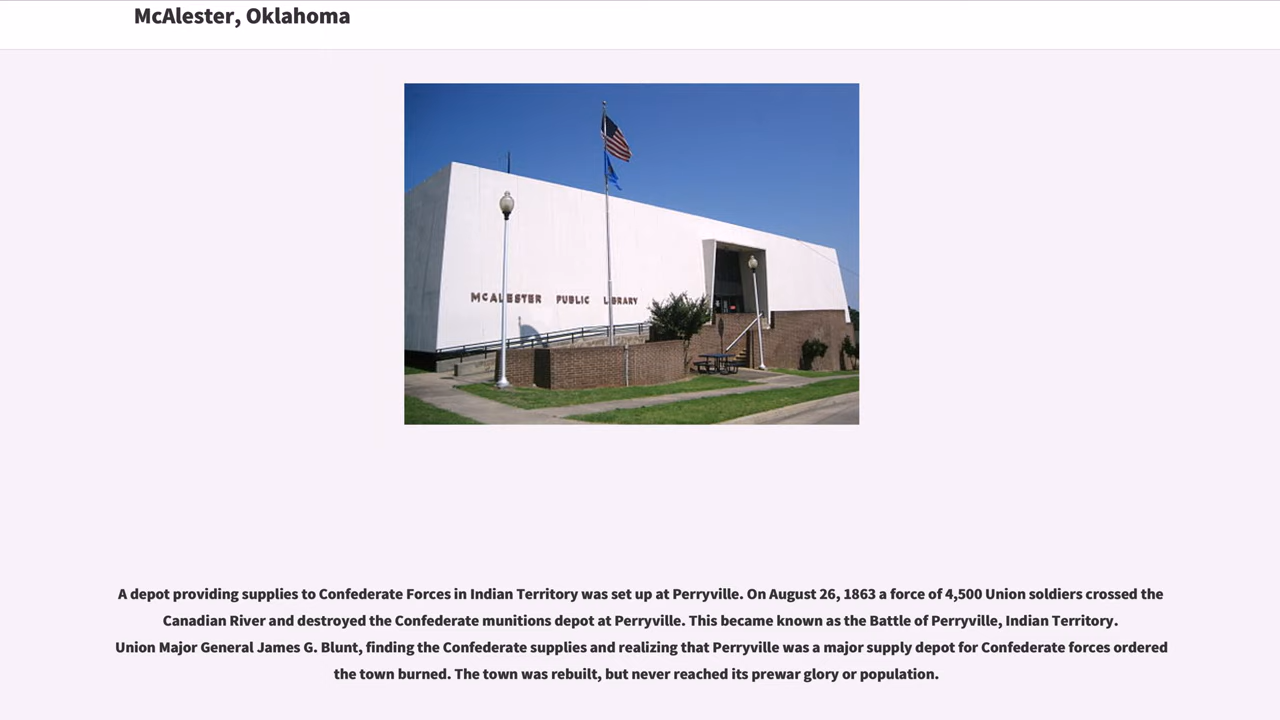 McAlester, Oklahoma
MCALESTER PUBLIC LIBRARY
A depot providing supplies to Confederate Forces in Indian Territory was set up at Perryville. On August 26, 1863 a force of 4,500 Union soldiers crossed the
Canadian River and destroyed the Confederate munitions depot at Perryville. This became known as the Battle of Perryville, Indian Territory.
Union Major General James G. Blunt, finding the Confederate supplies and realizing that Perryville was a major supply depot for Confederate forces ordered
the town burned. The town was rebuilt, but never reached its prewar glory or population.